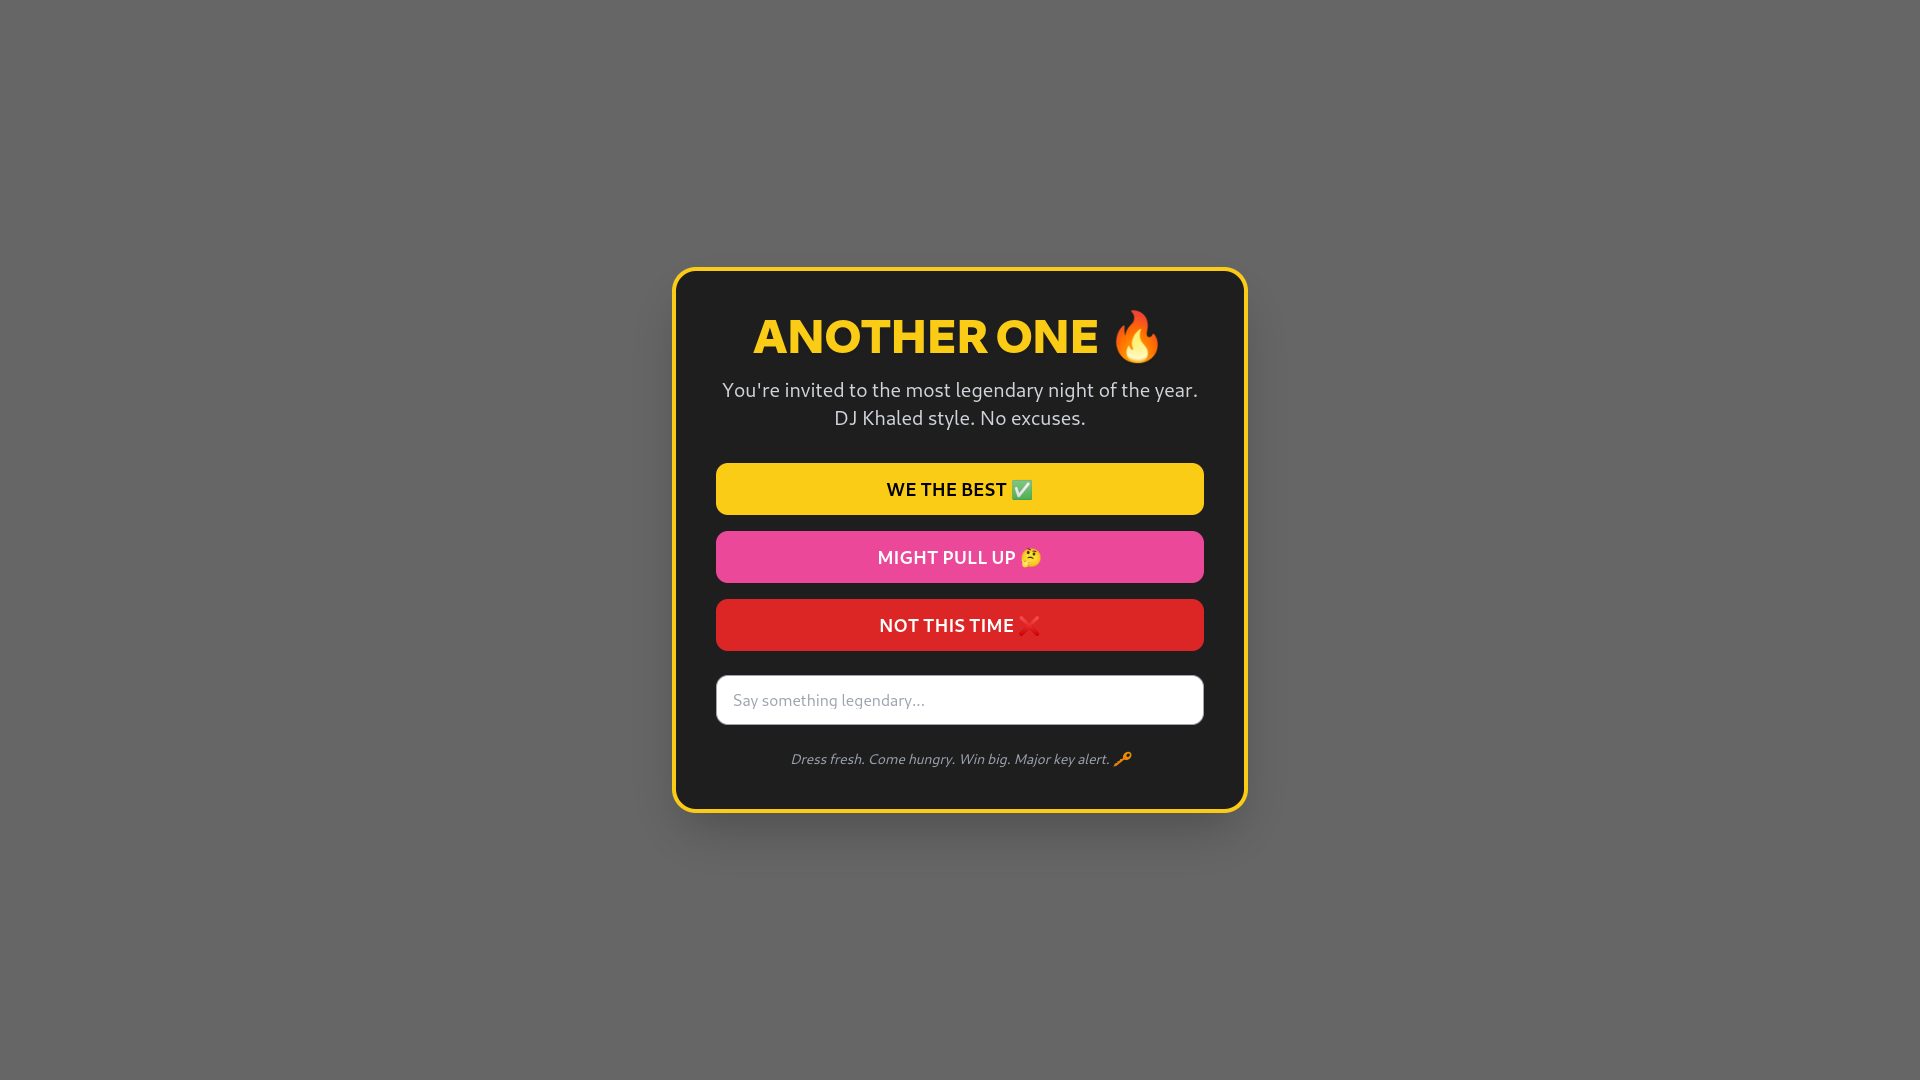 ANOTHER ONE 🔥
You're invited to the most legendary night of the year.
DJ Khaled style. No excuses.
WE THE BEST ✅
MIGHT PULL UP 🤔
NOT THIS TIME ❌
Say something legendary...
Dress fresh. Come hungry. Win big. Major key alert. 🔑